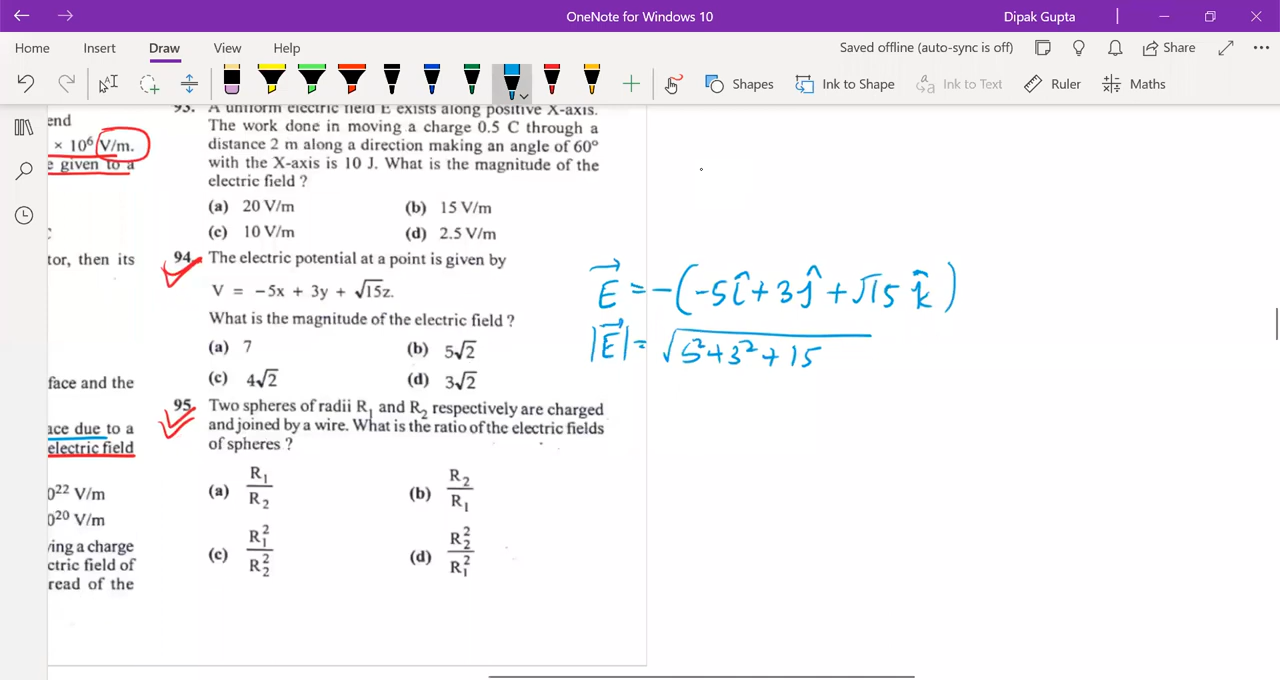 OneNote for Windows 10
Dipak Gupta
Home Insert Draw View Help
Saved offline (auto-sync is off)
Share
Shapes
Ink to Shape
Ink to Text
Ruler
Maths
end
× 10⁶ V/m.
e given to a
tor, then its
face and the
ace due to a
electric field
0²² V/m
0²⁰ V/m
ving a charge
ctric field of
read of the
93. A uniform electric field E exists along positive X-axis.
The work done in moving a charge 0.5 C through a
distance 2 m along a direction making an angle of 60°
with the X-axis is 10 J. What is the magnitude of the
electric field ?
(a) 20 V/m (b) 15 V/m
(c) 10 V/m (d) 2.5 V/m
94. The electric potential at a point is given by
V = −5x + 3y + √15z.
What is the magnitude of the electric field ?
(a) 7 (b) 5√2
(c) 4√2 (d) 3√2
95. Two spheres of radii R₁ and R₂ respectively are charged
and joined by a wire. What is the ratio of the electric fields
of spheres ?
(a) R₁/R₂ (b) R₂/R₁
(c) R₁²/R₂² (d) R₂²/R₁²
E⃗ = −(−5î + 3ĵ + √15 k̂)
|E⃗| = √(5² + 3² + 15)